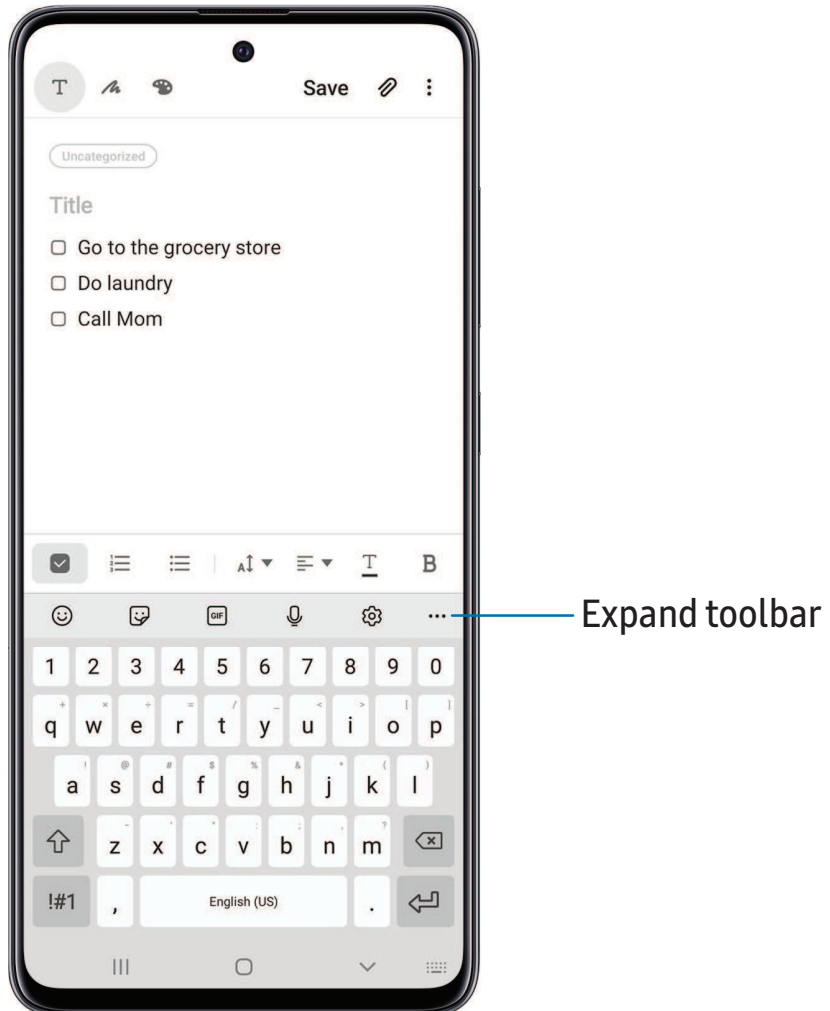 T Save
Uncategorized
Title
Go to the grocery store
Do laundry
Call Mom
A T B
GIF
Expand toolbar
1 2 3 4 5 6 7 8 9 0
+ × ÷ = / _ < > [ ]
q w e r t y u i o p
! @ # $ % & * ( )
a s d f g h j k l
- ' " : ; , ?
z x c v b n m
!#1 , English (US) .